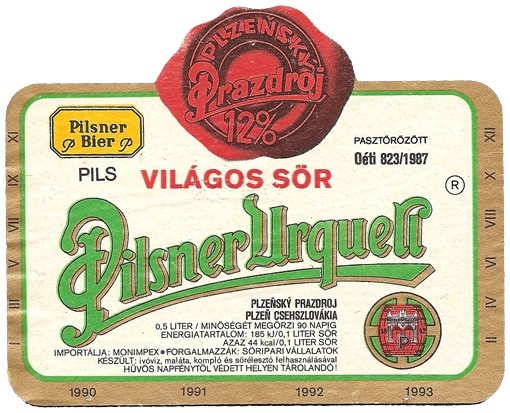 PLZEŇSKÝ
Prazdroj
12%
Pilsner
P Bier P
PASZTŐRÖZÖTT
Oéti 823/1987
PILS
VILÁGOS SÖR
®
Pilsner Urquell
PLZEŇSKÝ PRAZDROJ
PLZEŇ CSEHSZLOVÁKIA
0,5 LITER / MINŐSÉGÉT MEGŐRZI 90 NAPIG
ENERGIATARTALOM: 185 kJ/0,1 LITER SÖR
AZAZ 44 kcal/0,1 LITER SÖR
IMPORTÁLJA: MONIMPEX • FORGALMAZZÁK: SÖRIPARI VÁLLALATOK
KÉSZÜLT: ivóvíz, maláta, komló és sörélesztő felhasználásával
HŰVÖS NAPFÉNYTŐL VÉDETT HELYEN TÁROLANDÓ!
18 42
P
I III V VII IX XI
II IV VI VIII X XII
1990 1991 1992 1993